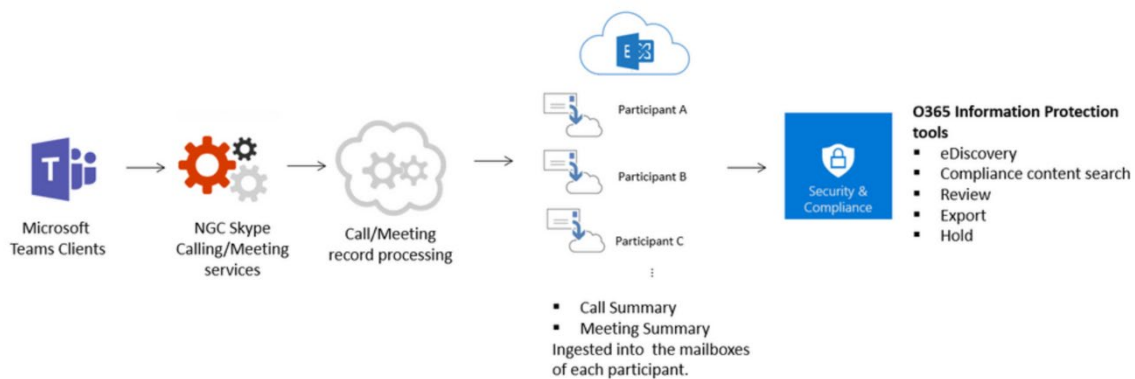 T
Microsoft
Teams Clients
NGC Skype
Calling/Meeting
services
Call/Meeting
record processing
E
Participant A
Participant B
Participant C
⋮
▪ Call Summary
▪ Meeting Summary
Ingested into the mailboxes
of each participant.
Security &
Compliance
O365 Information Protection
tools
▪ eDiscovery
▪ Compliance content search
▪ Review
▪ Export
▪ Hold